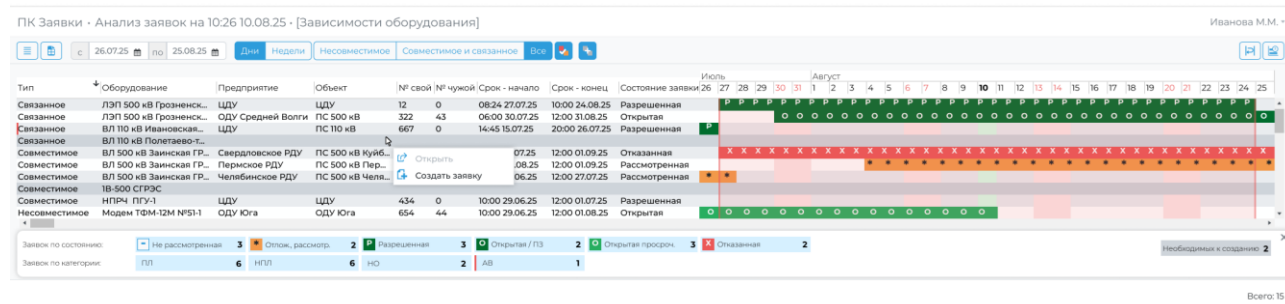 ПК Заявки • Анализ заявок на 10:26 10.08.25 • [Зависимости оборудования] Иванова М.М.
с 26.07.25 по 25.08.25 Дни Недели Несовместимое Совместимое и связанное Все
Июль Август
Тип Оборудование Предприятие Объект № свой № чужой Срок - начало Срок - конец Состояние заявки 26 27 28 29 30 31 1 2 3 4 5 6 7 8 9 10 11 12 13 14 15 16 17 18 19 20 21 22 23 24 25
Связанное ЛЭП 500 кВ Грозненск... ЦДУ ЦДУ 12 0 08:24 27.07.25 10:00 24.08.25 Разрешенная P P P P P P P P P P P P P P P P P P P P P P P P P P P P P
Связанное ЛЭП 500 кВ Грозненск... ОДУ Средней Волги ПС 500 кВ 322 43 06:00 30.07.25 12:00 31.08.25 Открытая O O O O O O O O O O O O O O O O O O O O O O O O O O O
Связанное ВЛ 110 кВ Ивановская... ЦДУ ПС 110 кВ 667 0 14:45 15.07.25 20:00 26.07.25 Разрешенная P
Связанное ВЛ 110 кВ Полетаево-т...
Совместимое ВЛ 500 кВ Заинская ГР... Свердловское РДУ ПС 500 кВ Куйб... 07.25 12:00 01.09.25 Отказанная X X X X X X X X X X X X X X X X X X X X X X X X X X X X X X
Совместимое ВЛ 500 кВ Заинская ГР... Пермское РДУ ПС 500 кВ Пер... .08.25 12:00 01.09.25 Рассмотренная * * * * * * * * * * * * * * * * * * * * * *
Совместимое ВЛ 500 кВ Заинская ГР... Челябинское РДУ ПС 500 кВ Челя... 06.25 12:00 27.07.25 Рассмотренная * *
Открыть
Создать заявку
Совместимое 1В-500 СГРЭС
Совместимое НПРЧ ПГУ-1 ЦДУ ЦДУ 434 0 10:00 29.06.25 12:00 01.07.25 Разрешенная
Несовместимое Модем ТФМ-12М №51-1 ОДУ Юга ОДУ Юга 654 44 10:00 29.06.25 12:00 01.08.25 Открытая O O O O O O O O O O O O O O O O
Заявок по состоянию: - Не рассмотренная 3 * Отлож., рассмотр. 2 P Разрешенная 3 O Открытая / ПЗ 2 O Открытая просроч. 3 X Отказанная 2 Необходимых к созданию 2
Заявок по категории: ПЛ 6 НПЛ 6 НО 2 АВ 1
Всего: 15